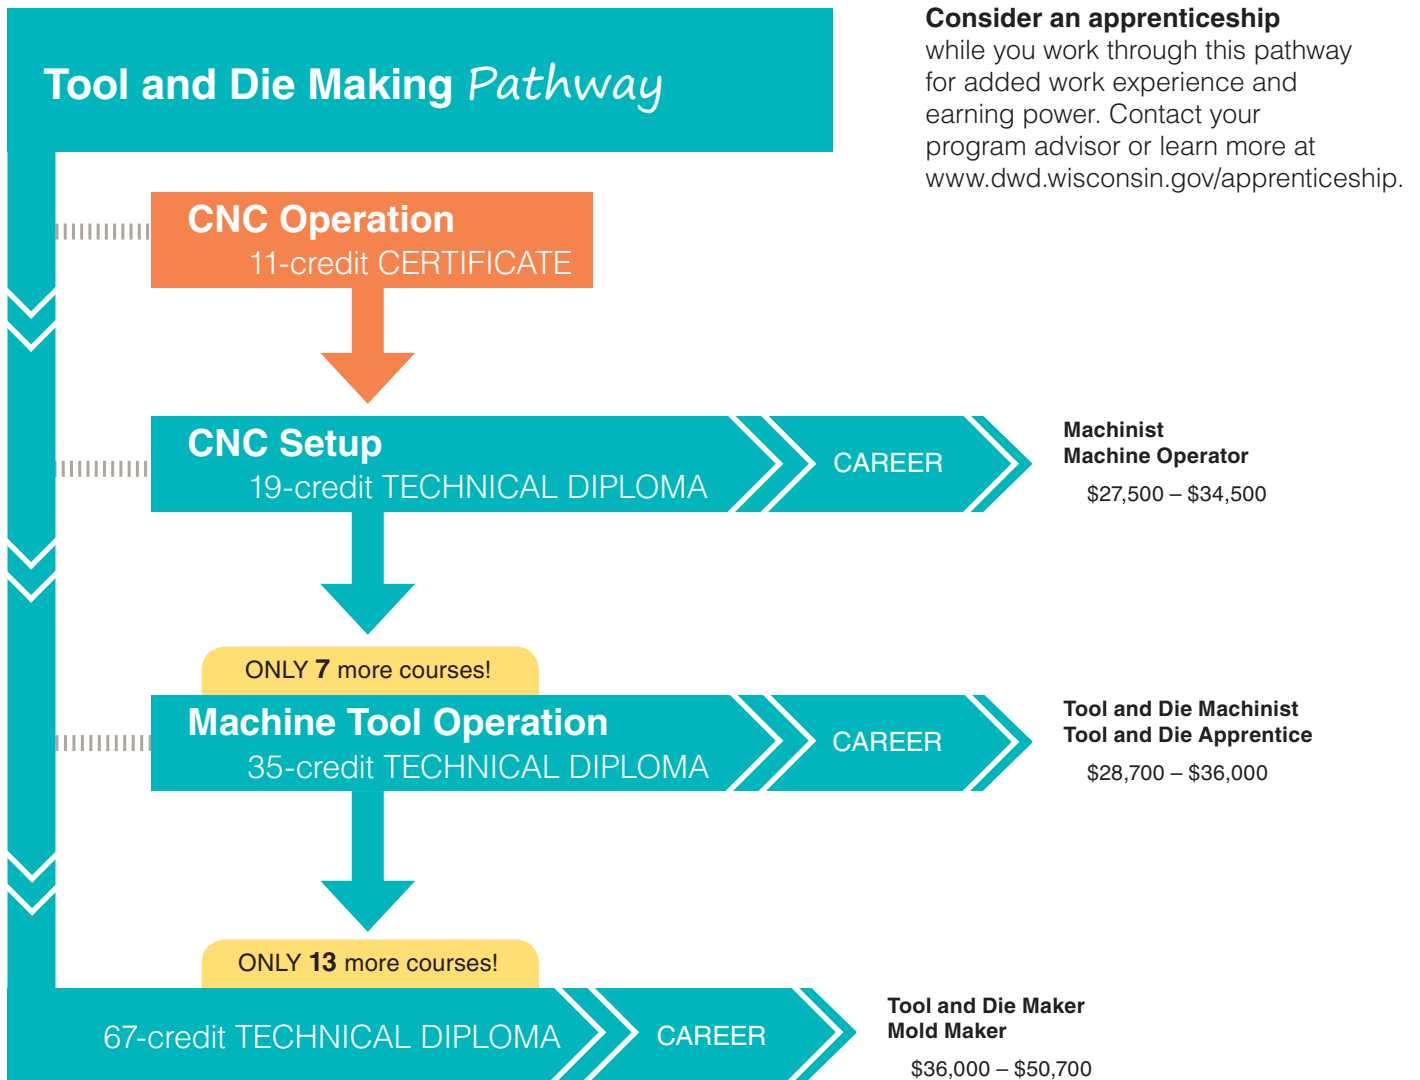 Tool and Die Making Pathway
Consider an apprenticeship
while you work through this pathway
for added work experience and
earning power. Contact your
program advisor or learn more at
www.dwd.wisconsin.gov/apprenticeship.
CNC Operation
11-credit CERTIFICATE
CNC Setup
19-credit TECHNICAL DIPLOMA
CAREER
Machinist
Machine Operator
$27,500 – $34,500
ONLY 7 more courses!
Machine Tool Operation
35-credit TECHNICAL DIPLOMA
CAREER
Tool and Die Machinist
Tool and Die Apprentice
$28,700 – $36,000
ONLY 13 more courses!
67-credit TECHNICAL DIPLOMA
CAREER
Tool and Die Maker
Mold Maker
$36,000 – $50,700